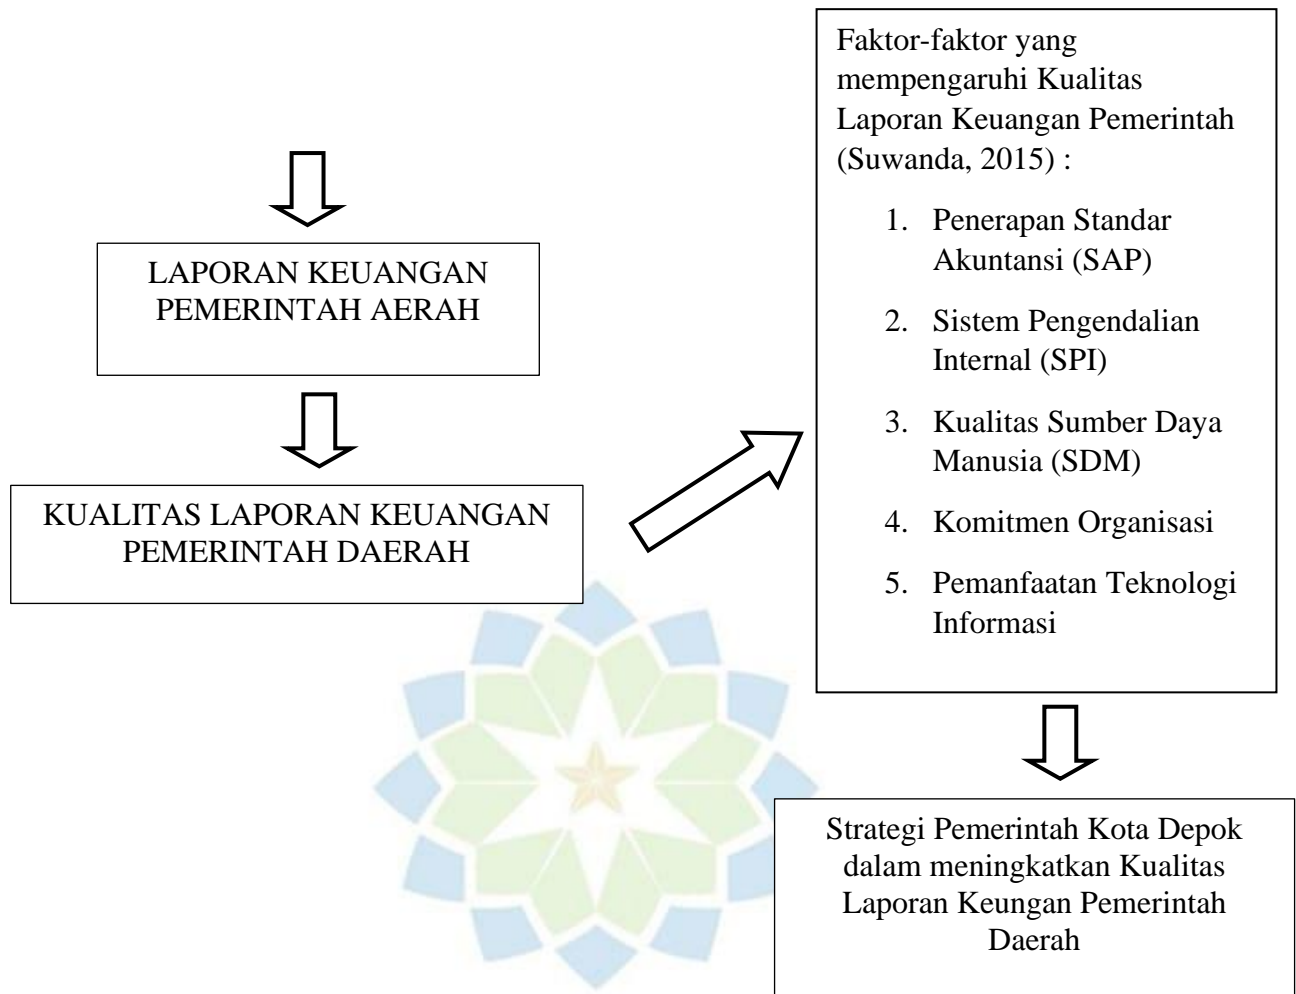 LAPORAN KEUANGAN
PEMERINTAH AERAH
KUALITAS LAPORAN KEUANGAN
PEMERINTAH DAERAH
Faktor-faktor yang
mempengaruhi Kualitas
Laporan Keuangan Pemerintah
(Suwanda, 2015) :
1. Penerapan Standar
Akuntansi (SAP)
2. Sistem Pengendalian
Internal (SPI)
3. Kualitas Sumber Daya
Manusia (SDM)
4. Komitmen Organisasi
5. Pemanfaatan Teknologi
Informasi
Strategi Pemerintah Kota Depok
dalam meningkatkan Kualitas
Laporan Keungan Pemerintah
Daerah